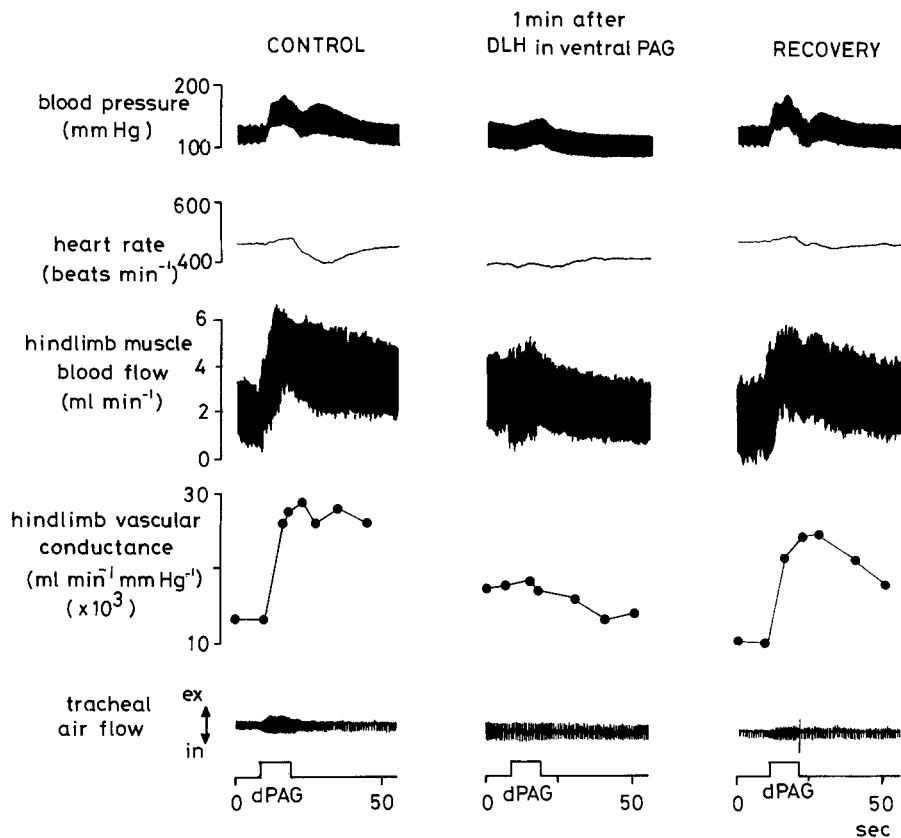 CONTROL
1 min after
DLH in ventral PAG
RECOVERY
blood pressure
(mm Hg)
200
100
heart rate
(beats min⁻¹)
600
400
hindlimb muscle
blood flow
(ml min⁻¹)
6
4
2
0
hindlimb vascular
conductance
(ml min⁻¹ mm Hg⁻¹)
(x10³)
30
10
tracheal
air flow
ex
in
dPAG
0
50
dPAG
0
50
dPAG
0
50
sec